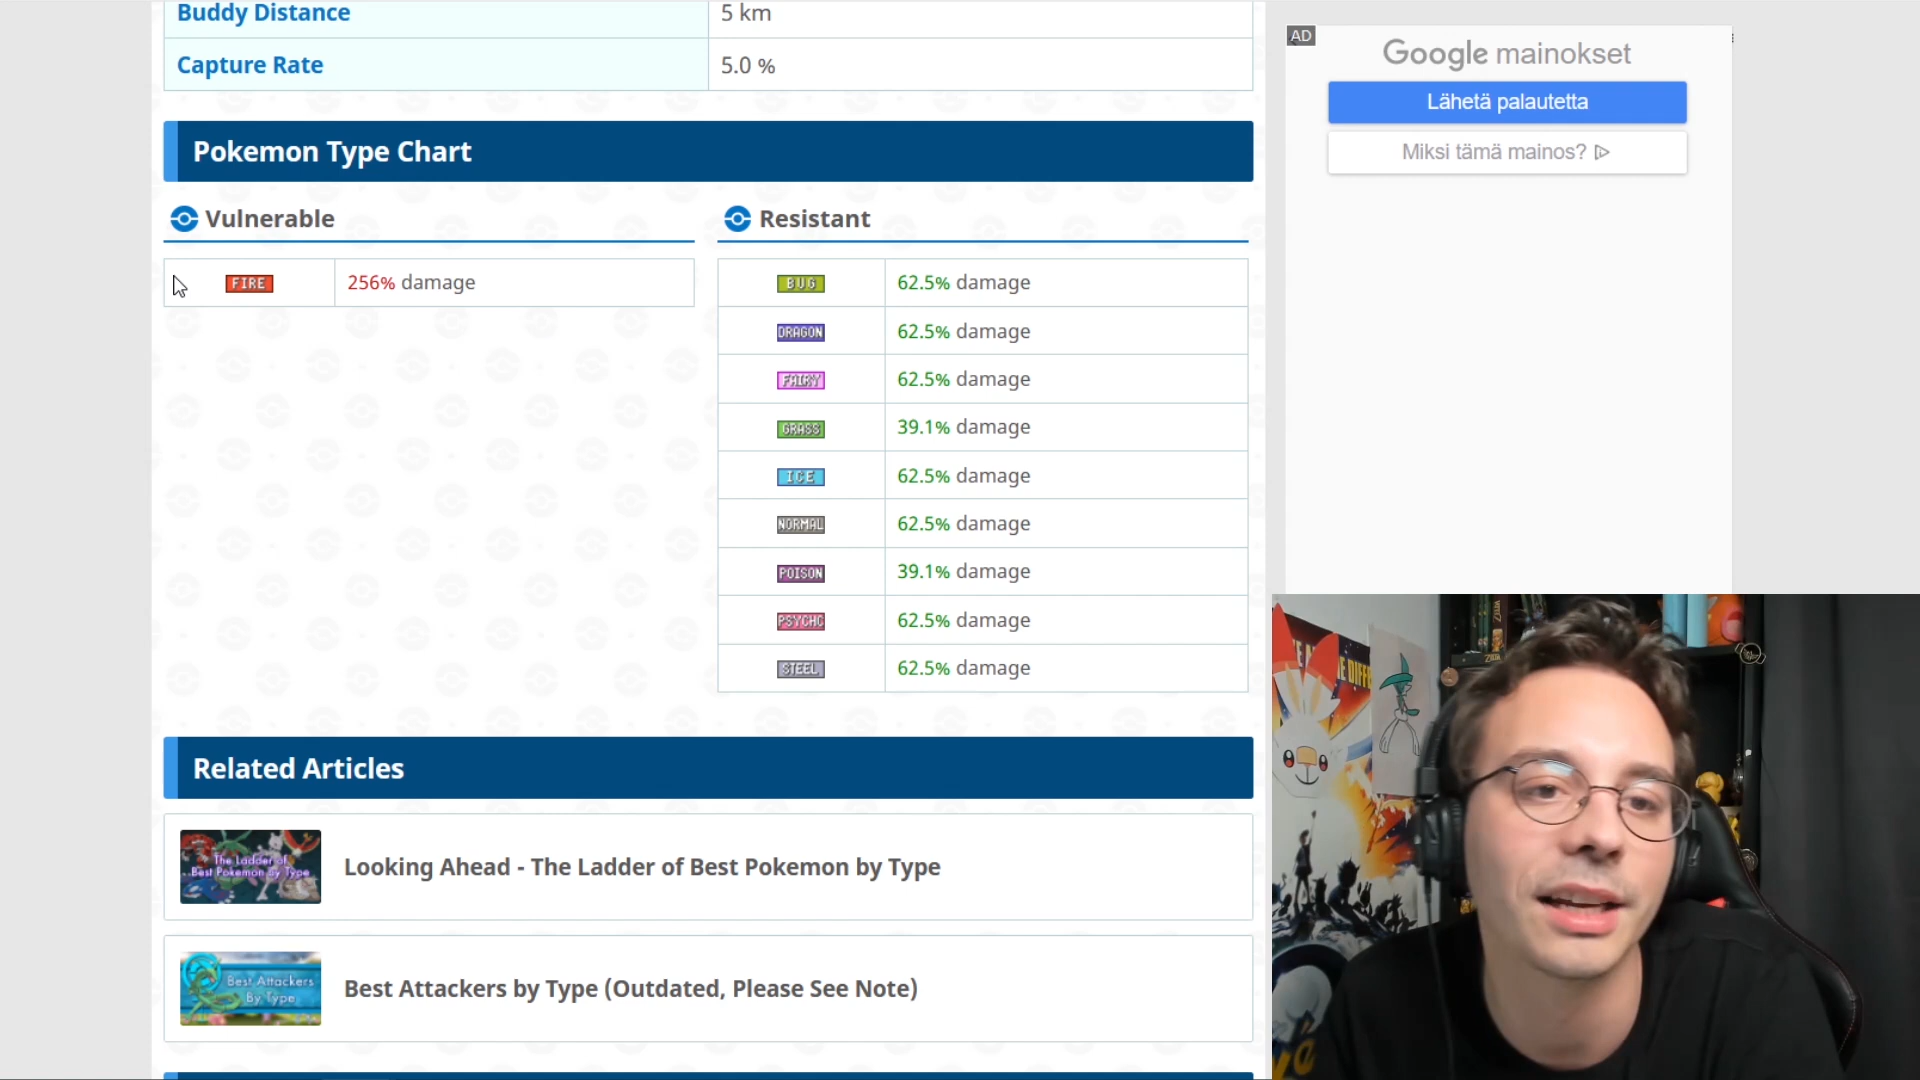 Buddy Distance 5 km
Capture Rate 5.0 %
Pokemon Type Chart
Vulnerable
FIRE 256% damage
Resistant
BUG 62.5% damage
DRAGON 62.5% damage
FAIRY 62.5% damage
GRASS 39.1% damage
ICE 62.5% damage
NORMAL 62.5% damage
POISON 39.1% damage
PSYCHC 62.5% damage
STEEL 62.5% damage
Related Articles
The Ladder of
Best Pokemon by Type
Looking Ahead - The Ladder of Best Pokemon by Type
Best Attackers
By Type
Best Attackers by Type (Outdated, Please See Note)
AD
Google mainokset
Lähetä palautetta
Miksi tämä mainos?